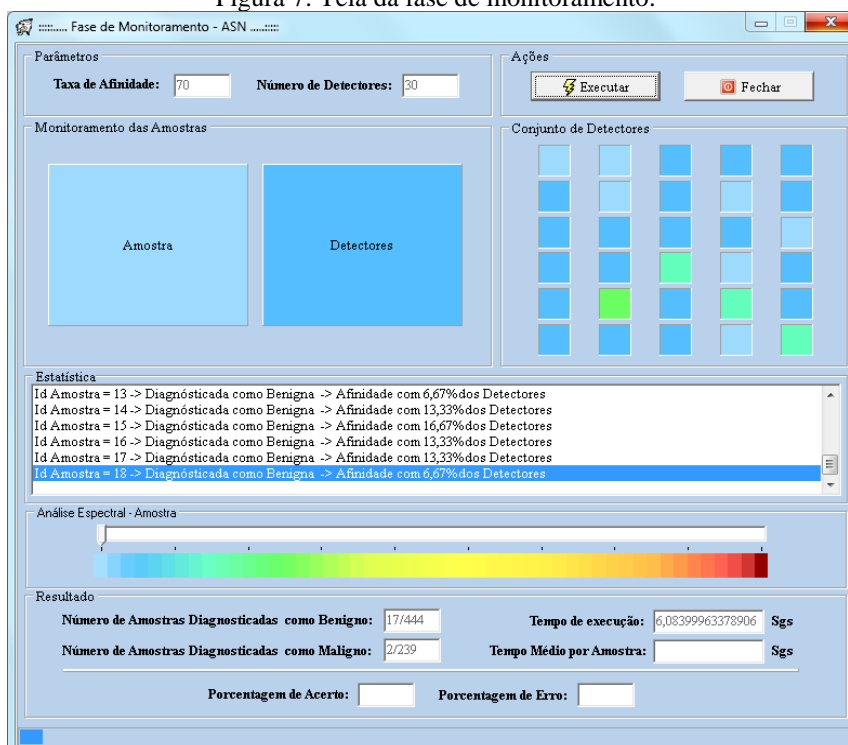 Figura 7: Tela da fase de monitoramento.
:::::.... Fase de Monitoramento - ASN ....:::::
Parâmetros
Taxa de Afinidade: 70 Número de Detectores: 30
Ações
Executar Fechar
Monitoramento das Amostras
Amostra Detectores
Conjunto de Detectores
Estatística
Id Amostra = 13 -> Diagnósticada como Benigna -> Afinidade com 6,67%dos Detectores
Id Amostra = 14 -> Diagnósticada como Benigna -> Afinidade com 13,33%dos Detectores
Id Amostra = 15 -> Diagnósticada como Benigna -> Afinidade com 16,67%dos Detectores
Id Amostra = 16 -> Diagnósticada como Benigna -> Afinidade com 13,33%dos Detectores
Id Amostra = 17 -> Diagnósticada como Benigna -> Afinidade com 13,33%dos Detectores
Id Amostra = 18 -> Diagnósticada como Benigna -> Afinidade com 6,67%dos Detectores
Análise Espectral - Amostra
Resultado
Número de Amostras Diagnosticadas como Benigno: 17/444 Tempo de execução: 6,08399963378906 Sgs
Número de Amostras Diagnosticadas como Maligno: 2/239 Tempo Médio por Amostra: Sgs
Porcentagem de Acerto: Porcentagem de Erro: